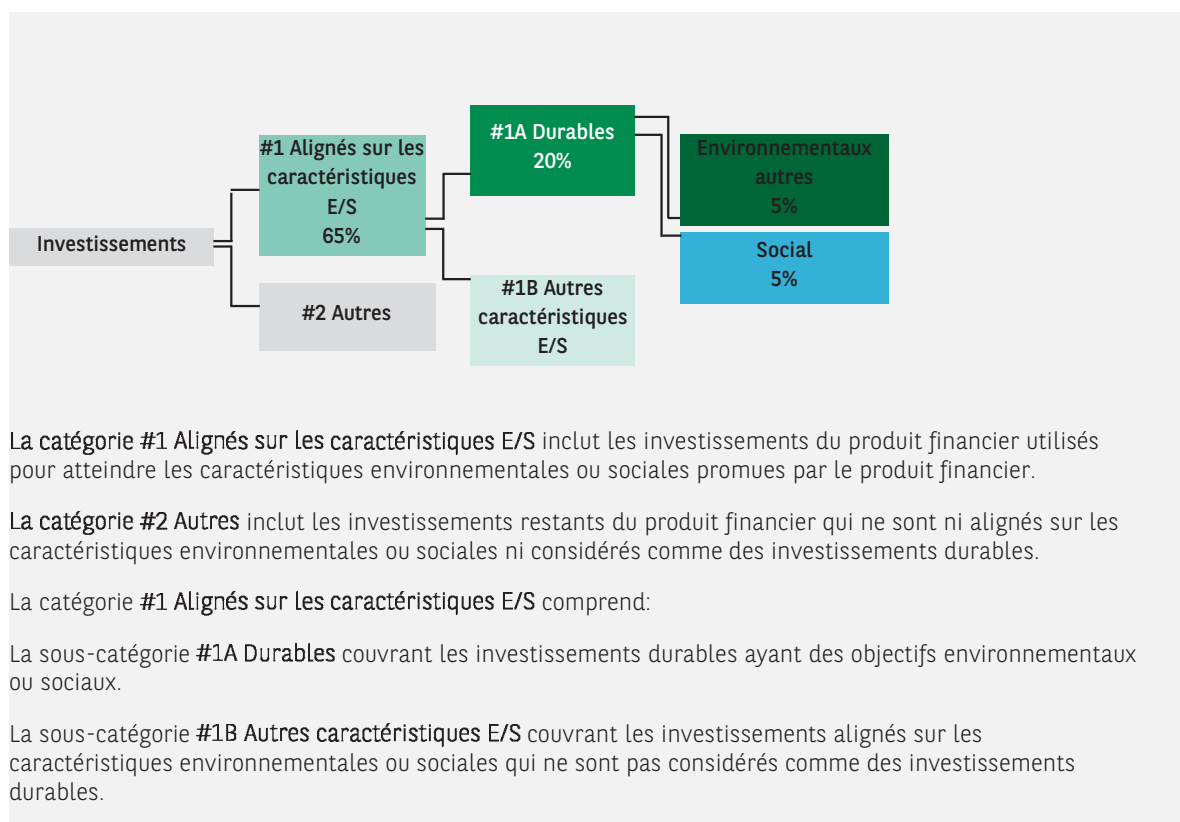 #1A Durables
20%
#1 Alignés sur les
caractéristiques
E/S
65%
Environnementaux
autres
5%
Investissements
Social
5%
#2 Autres
#1B Autres
caractéristiques
E/S
La catégorie #1 Alignés sur les caractéristiques E/S inclut les investissements du produit financier utilisés
pour atteindre les caractéristiques environnementales ou sociales promues par le produit financier.
La catégorie #2 Autres inclut les investissements restants du produit financier qui ne sont ni alignés sur les
caractéristiques environnementales ou sociales ni considérés comme des investissements durables.
La catégorie #1 Alignés sur les caractéristiques E/S comprend:
La sous-catégorie #1A Durables couvrant les investissements durables ayant des objectifs environnementaux
ou sociaux.
La sous-catégorie #1B Autres caractéristiques E/S couvrant les investissements alignés sur les
caractéristiques environnementales ou sociales qui ne sont pas considérés comme des investissements
durables.